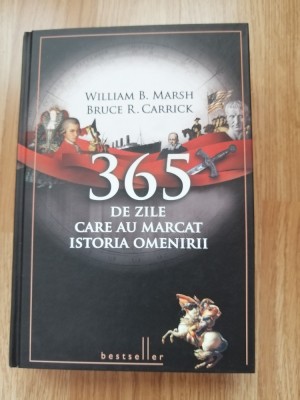 WILLIAM B. MARSH
BRUCE R. CARRICK
365
DE ZILE
CARE AU MARCAT
ISTORIA OMENIRII
bestseller